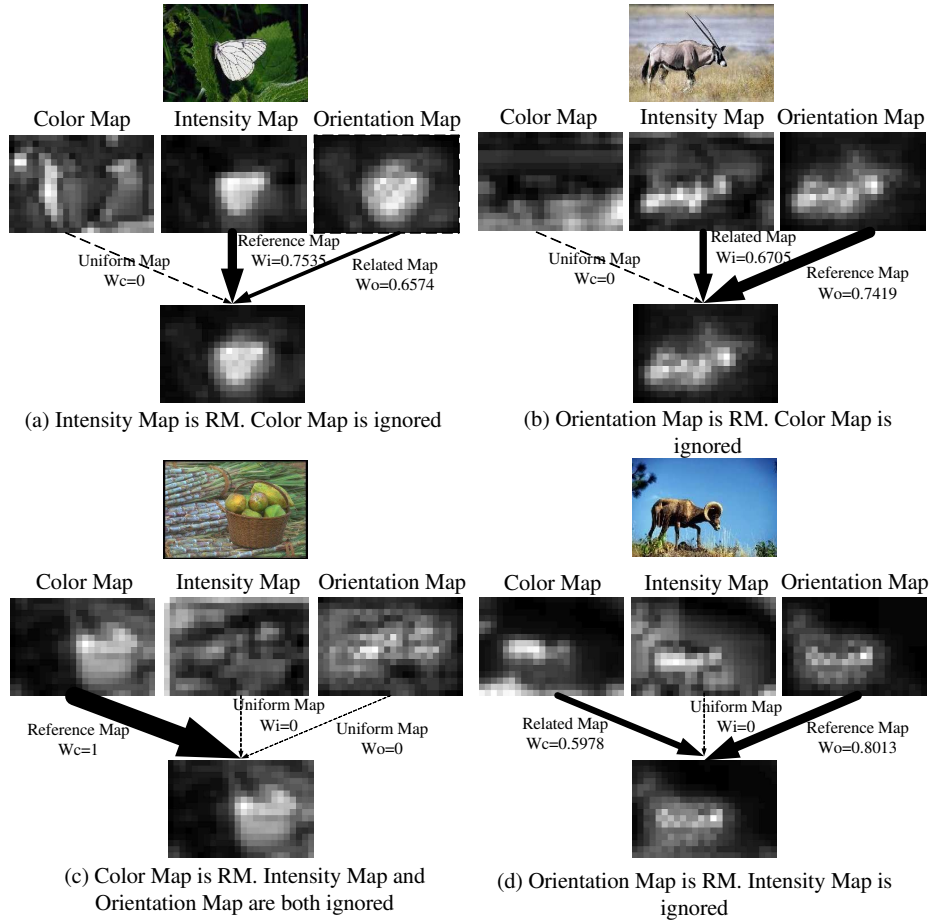 Color Map
Intensity Map
Orientation Map
Uniform Map
Wc=0
Reference Map
Wi=0.7535
Related Map
Wo=0.6574
(a) Intensity Map is RM. Color Map is ignored
Color Map
Intensity Map
Orientation Map
Uniform Map
Wc=0
Related Map
Wi=0.6705
Reference Map
Wo=0.7419
(b) Orientation Map is RM. Color Map is
ignored
Color Map
Intensity Map
Orientation Map
Reference Map
Wc=1
Uniform Map
Wi=0
Uniform Map
Wo=0
(c) Color Map is RM. Intensity Map and
Orientation Map are both ignored
Color Map
Intensity Map
Orientation Map
Related Map
Wc=0.5978
Uniform Map
Wi=0
Reference Map
Wo=0.8013
(d) Orientation Map is RM. Intensity Map is
ignored